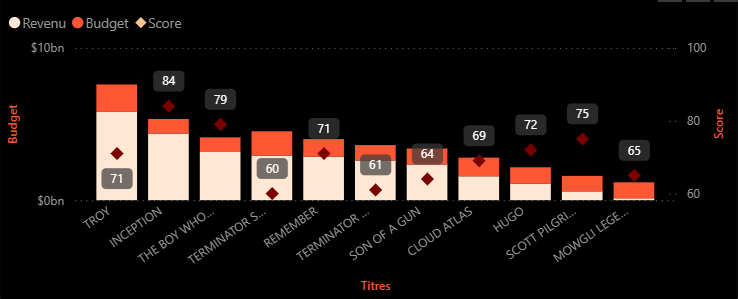 Revenu Budget Score
$10bn
$0bn
Budget
100
80
60
Score
71
84
79
60
71
61
64
69
72
75
65
TROY
INCEPTION
THE BOY WHO...
TERMINATOR S...
REMEMBER
TERMINATOR ...
SON OF A GUN
CLOUD ATLAS
HUGO
SCOTT PILGRI...
MOWGLI LEGE...
Titres